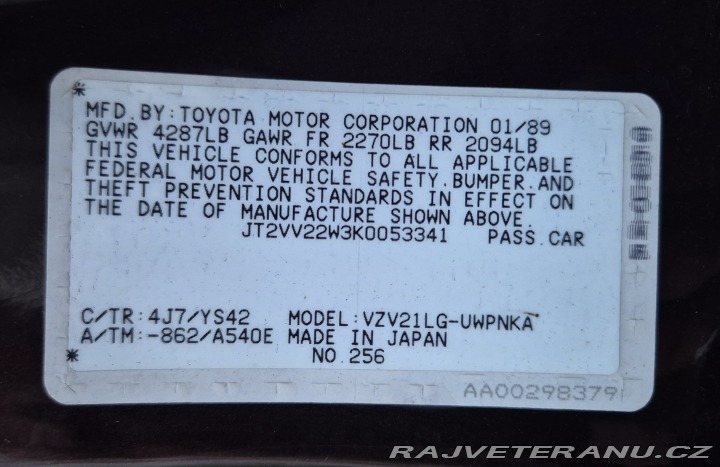 MFD.BY:TOYOTA MOTOR CORPORATION 01/89
GVWR 4287LB GAWR FR 2270LB RR 2094LB
THIS VEHICLE CONFORMS TO ALL APPLICABLE
FEDERAL MOTOR VEHICLE SAFETY.BUMPER.AND
THEFT PREVENTION STANDARDS IN EFFECT ON
THE DATE OF MANUFACTURE SHOWN ABOVE.
JT2VV22W3K0053341 PASS.CAR
C/TR:4J7/YS42 MODEL:VZV21LG-UWPNKA
A/TM:-862/A540E MADE IN JAPAN
NO.256
AA00298379
RAJVETERANU.CZ